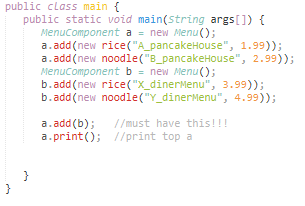 public class main {
public static void main(String args[]) {
MenuComponent a = new Menu();
a.add(new rice("A_pancakeHouse", 1.99));
a.add(new noodle("B_pancakeHouse", 2.99));
MenuComponent b = new Menu();
b.add(new rice("X_dinerMenu", 3.99));
b.add(new noodle("Y_dinerMenu", 4.99));
a.add(b); //must have this!!!
a.print(); //print top a
}
}